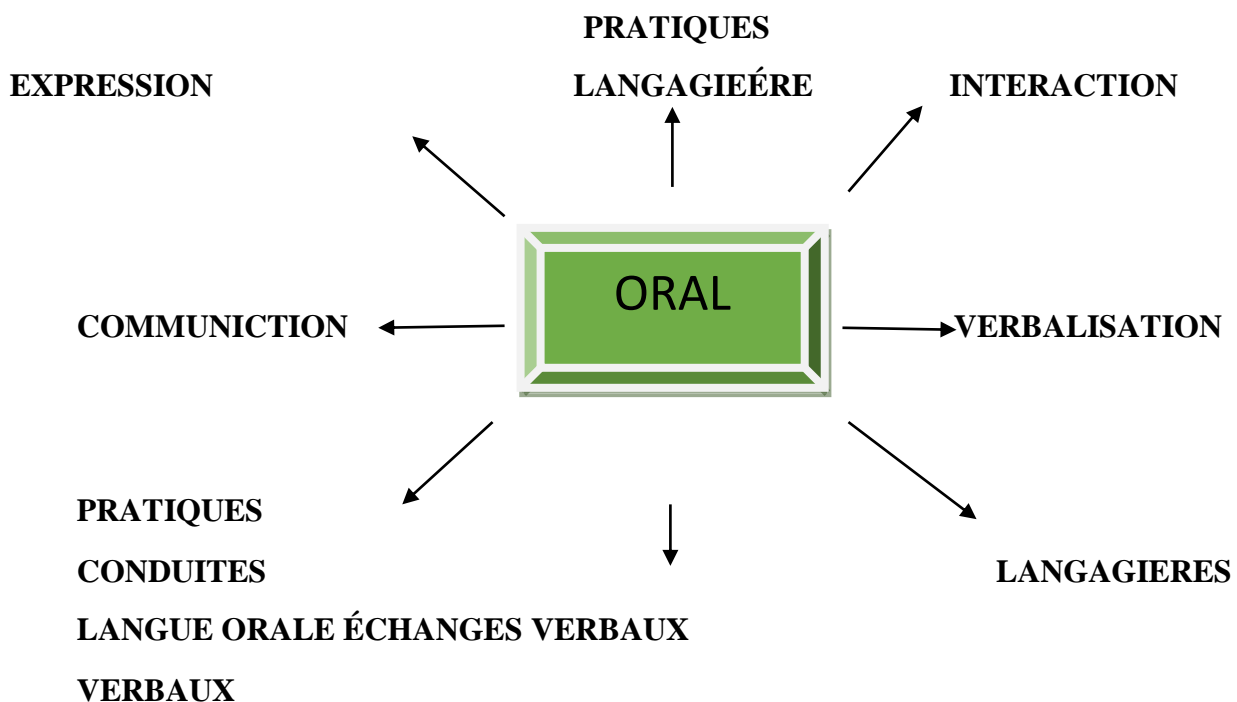 PRATIQUES
EXPRESSION LANGAGIEÉRE INTERACTION
ORAL
COMMUNICTION VERBALISATION
PRATIQUES
CONDUITES LANGAGIERES
LANGUE ORALE ÉCHANGES VERBAUX
VERBAUX